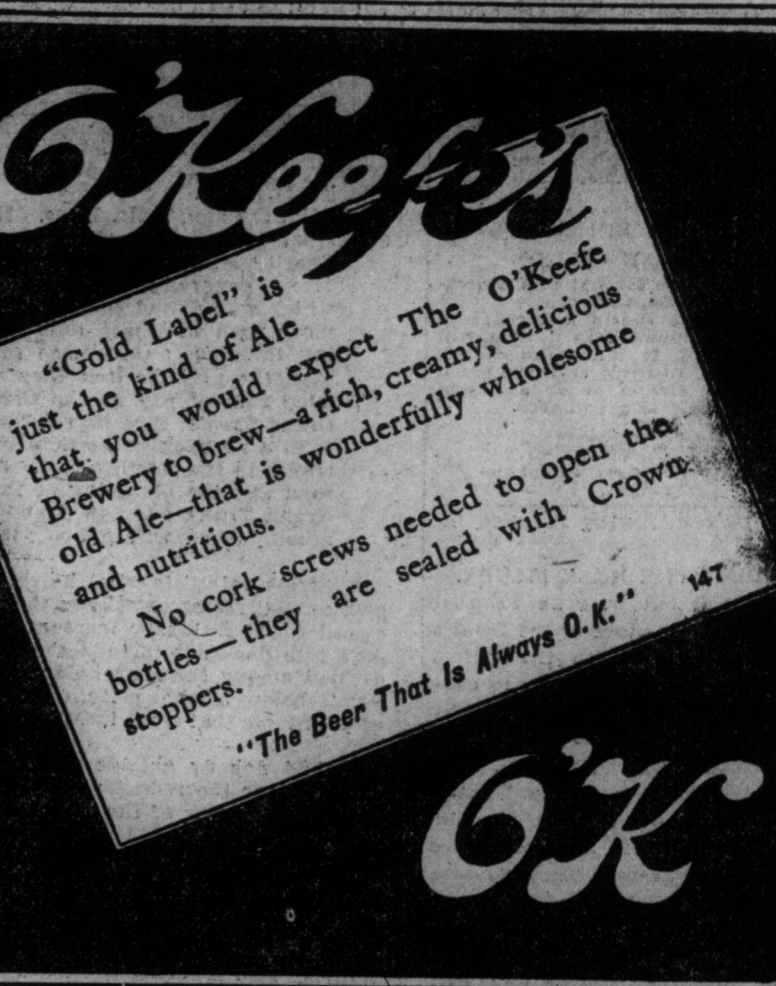 O'Keefe's
"Gold Label" is
just the kind of Ale
that you would expect The O'Keefe
Brewery to brew—a rich, creamy, delicious
old Ale—that is wonderfully wholesome
and nutritious.
No cork screws needed to open the
bottles—they are sealed with Crown
stoppers.
147
"The Beer That Is Always O.K."
O'K